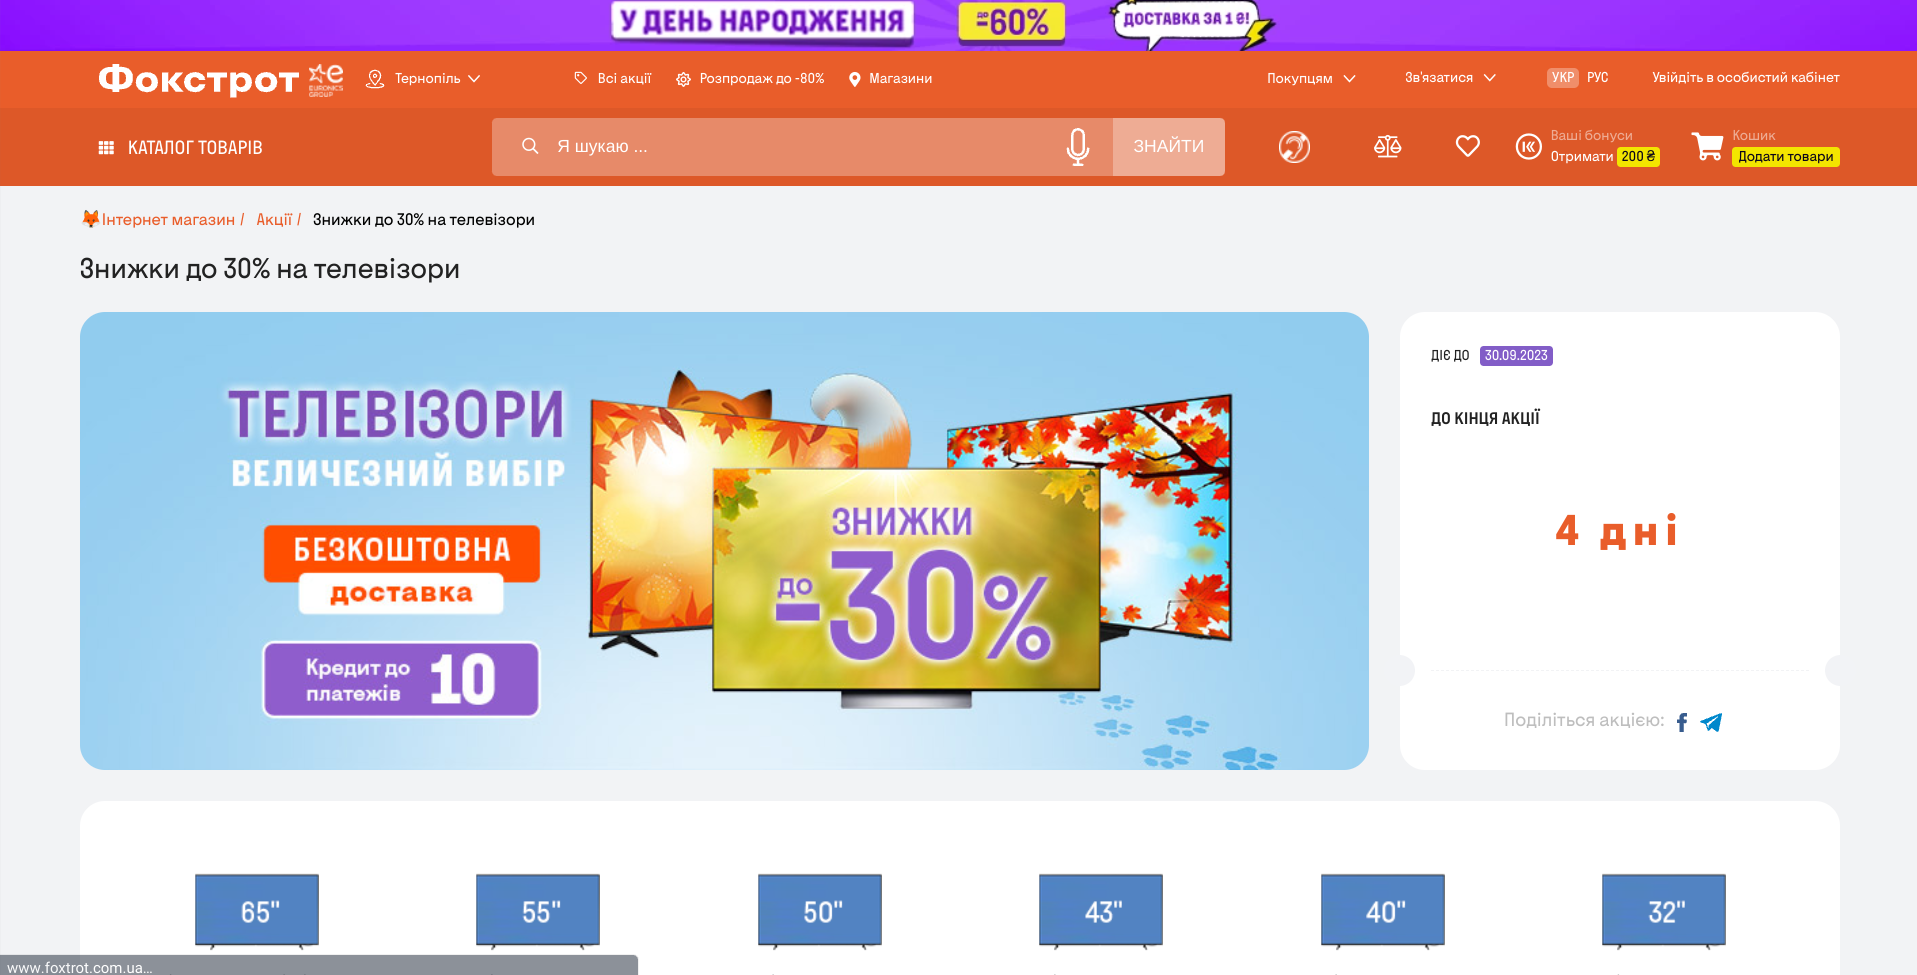 У ДЕНЬ НАРОДЖЕННЯ
ДО -60%
ДОСТАВКА ЗА 1 ₴!
Фокстрот
EURONICS GROUP
Тернопіль
Всі акції
Розпродаж до -80%
Магазини
Покупцям
Зв'язатися
УКР РУС
Увійдіть в особистий кабінет
КАТАЛОГ ТОВАРІВ
Я шукаю ...
ЗНАЙТИ
Ваші бонуси
Отримати 200 ₴
Кошик
Додати товари
Інтернет магазин / Акції / Знижки до 30% на телевізори
Знижки до 30% на телевізори
ТЕЛЕВІЗОРИ
ВЕЛИЧЕЗНИЙ ВИБІР
БЕЗКОШТОВНА
доставка
Кредит до 10
платежів
ЗНИЖКИ
ДО -30%
ДІЄ ДО 30.09.2023
ДО КІНЦЯ АКЦІЇ
4 дні
Поділіться акцією:
65"
55"
50"
43"
40"
32"
www.foxtrot.com.ua...